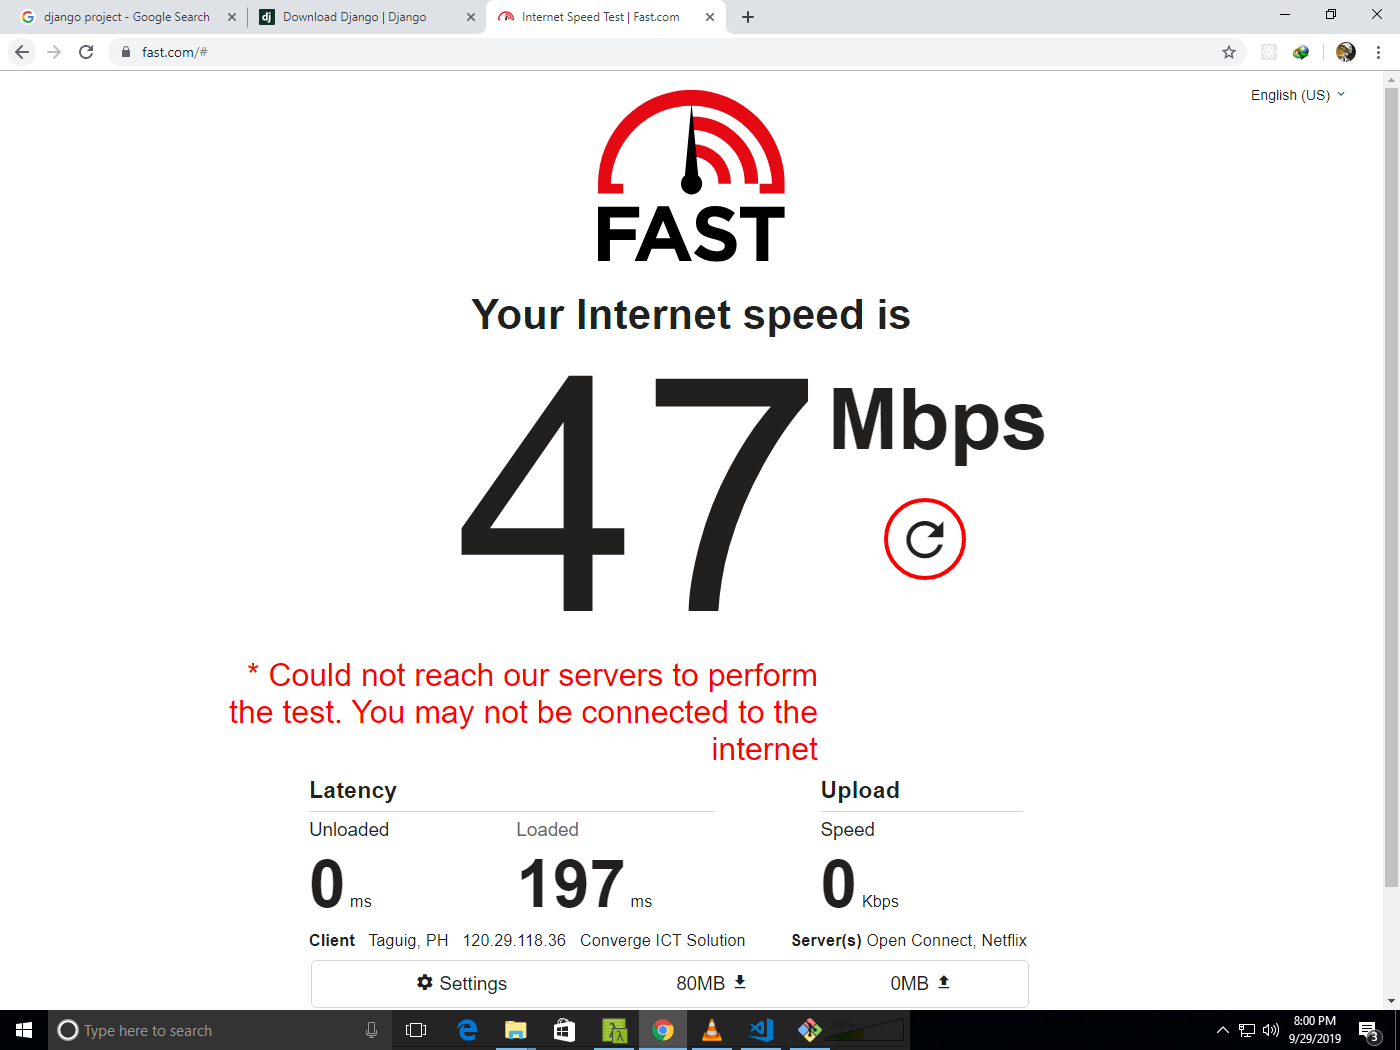 django project - Google Search
Download Django | Django
Internet Speed Test | Fast.com
fast.com/#
English (US)
FAST
Your Internet speed is
47 Mbps
* Could not reach our servers to perform
the test. You may not be connected to the
internet
Latency
Upload
Unloaded Loaded Speed
0 ms 197 ms 0 Kbps
Client Taguig, PH 120.29.118.36 Converge ICT Solution Server(s) Open Connect, Netflix
Settings 80MB 0MB
Type here to search
100%
8:00 PM
9/29/2019
3